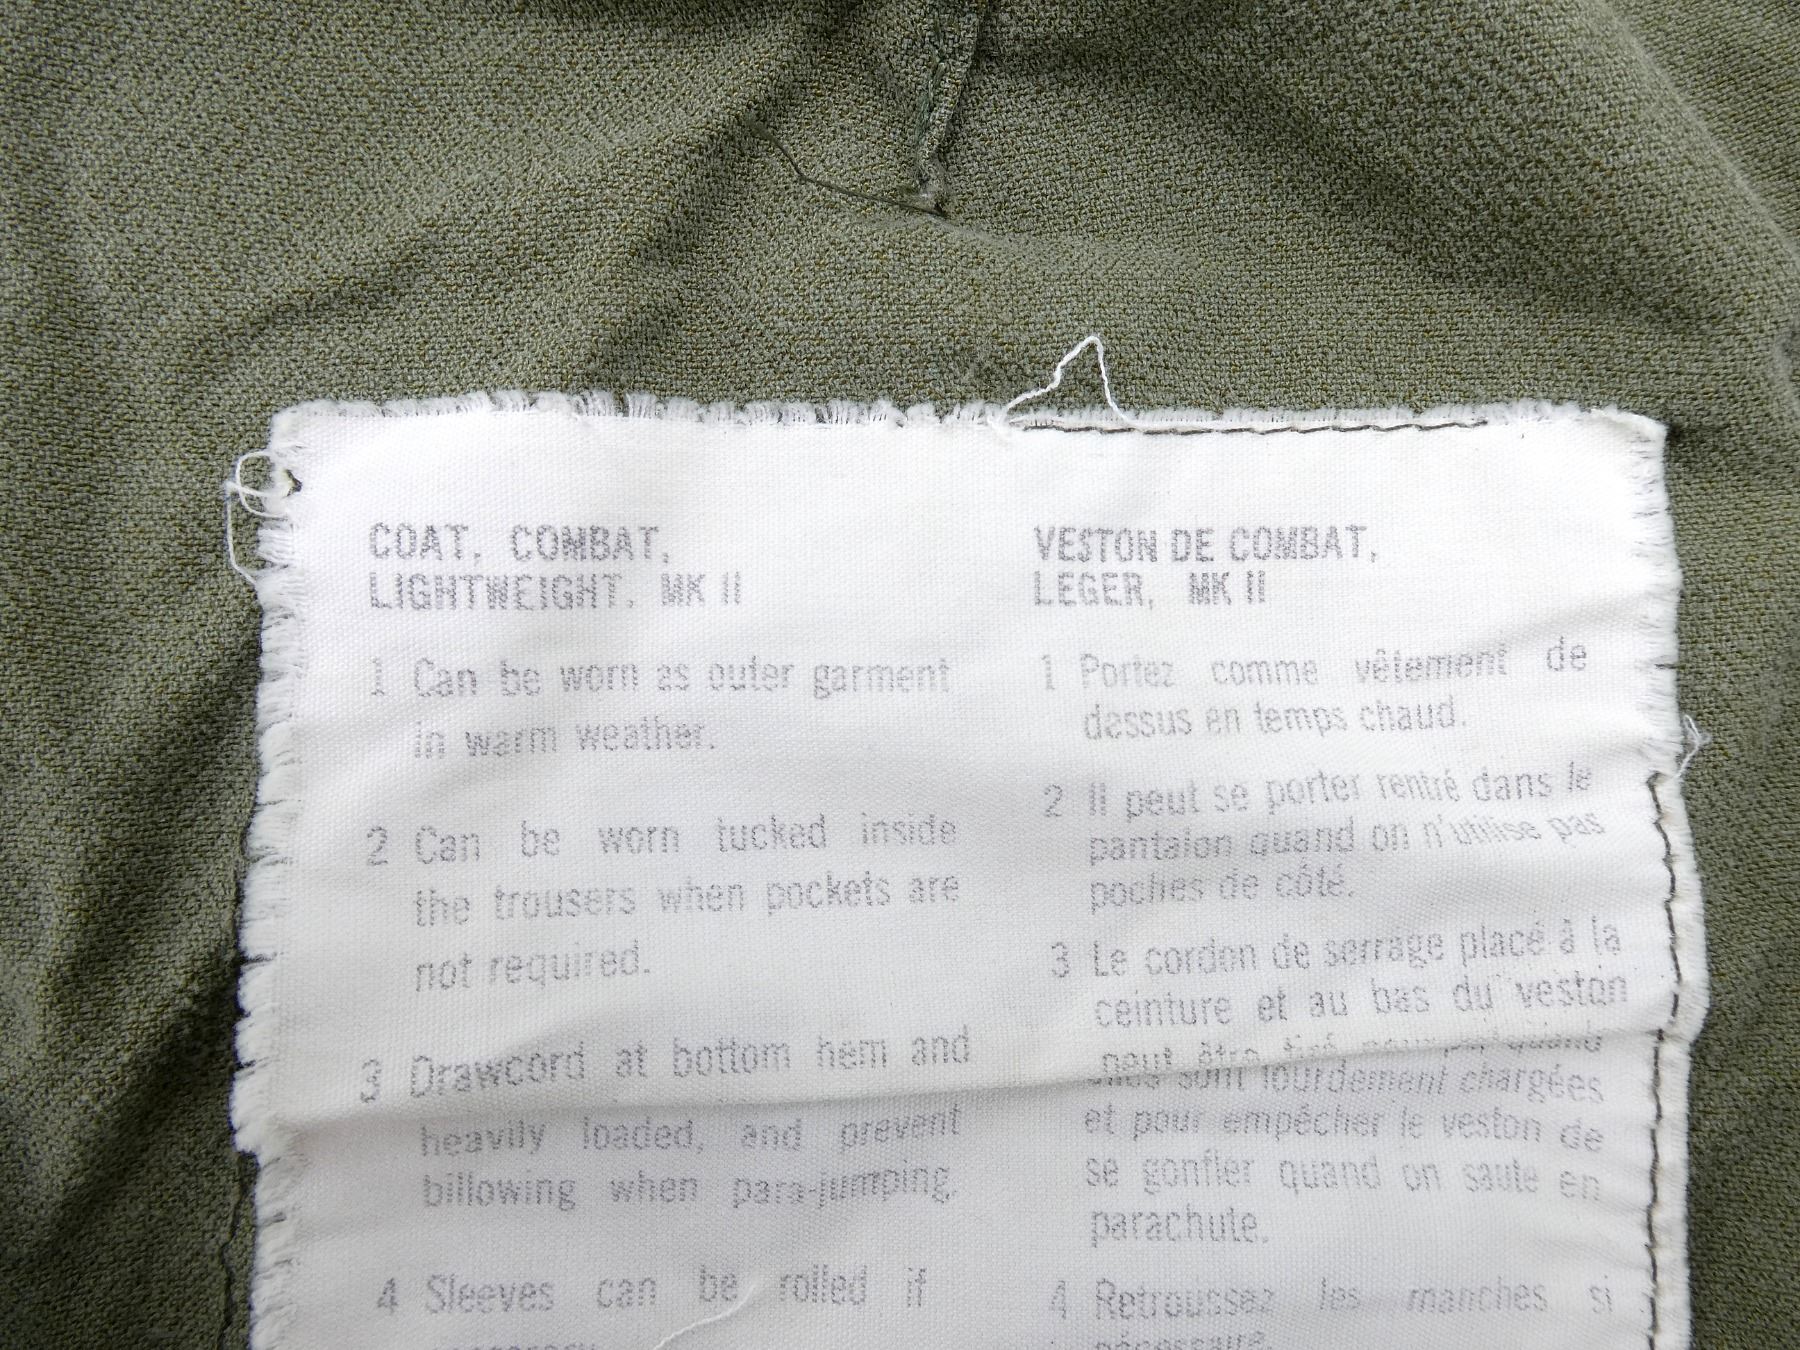 COAT, COMBAT,
LIGHTWEIGHT, MK II
1 Can be worn as outer garment
in warm weather.
2 Can be worn tucked inside
the trousers when pockets are
not required.
3 Drawcord at bottom hem and
heavily loaded, and prevent
billowing when para-jumping.
4 Sleeves can be rolled if
VESTON DE COMBAT,
LEGER, MK II
1 Portez comme vêtement de
dessus en temps chaud.
2 Il peut se porter rentré dans le
pantalon quand on n'utilise pas
poches de côté.
3 Le cordon de serrage placé à la
ceinture et au bas du veston
peut être
sont lourdement chargées
et pour empêcher le veston de
se gonfler quand on saute en
parachute.
4 Retroussez les manches si
nécessaire.